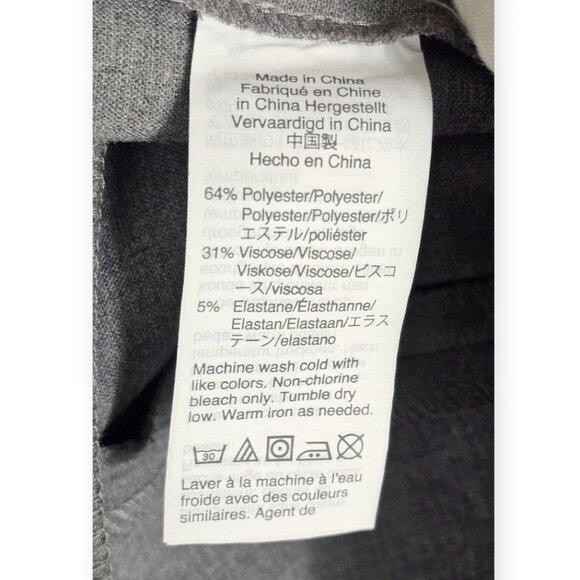 Made in China
Fabriqué en Chine
in China Hergestellt
Vervaardigd in China
中国製
Hecho en China
64% Polyester/Polyester/
Polyester/Polyester/ポリ
エステル/poliéster
31% Viscose/Viscose/
Viskose/Viscose/ビスコ
ース/viscosa
5% Elastane/Élasthanne/
Elastan/Elastaan/エラス
テーン/elastano
Machine wash cold with
like colors. Non-chlorine
bleach only. Tumble dry
low. Warm iron as needed.
30
Laver à la machine à l'eau
froide avec des couleurs
similaires. Agent de